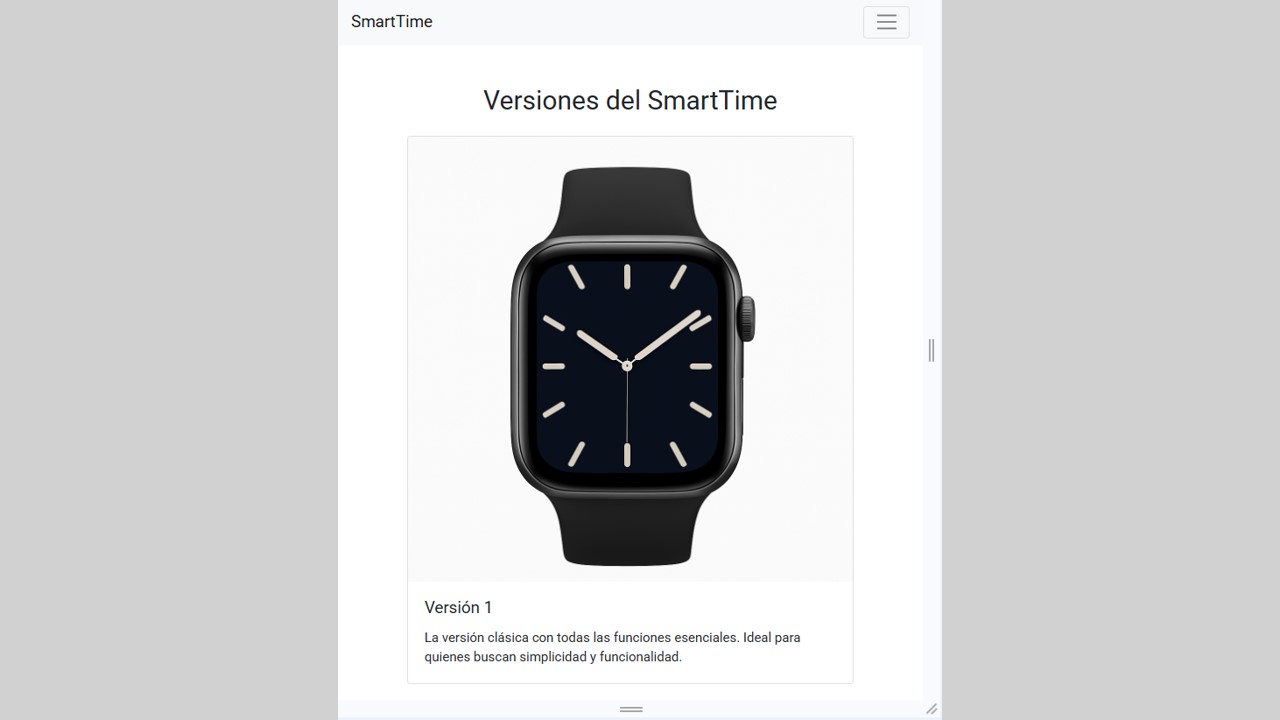 SmartTime
Versiones del SmartTime
Versión 1
La versión clásica con todas las funciones esenciales. Ideal para
quienes buscan simplicidad y funcionalidad.